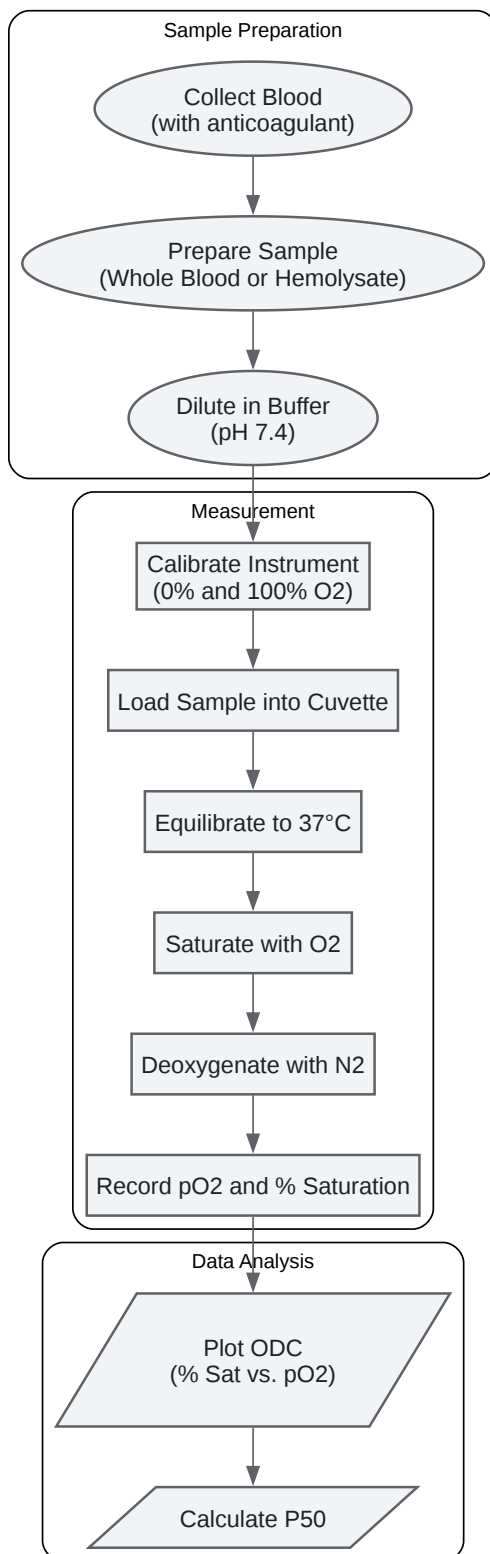 Sample Preparation
Collect Blood
(with anticoagulant)
Prepare Sample
(Whole Blood or Hemolysate)
Dilute in Buffer
(pH 7.4)
Measurement
Calibrate Instrument
(0% and 100% O2)
Load Sample into Cuvette
Equilibrate to 37°C
Saturate with O2
Deoxygenate with N2
Record pO2 and % Saturation
Data Analysis
Plot ODC
(% Sat vs. pO2)
Calculate P50